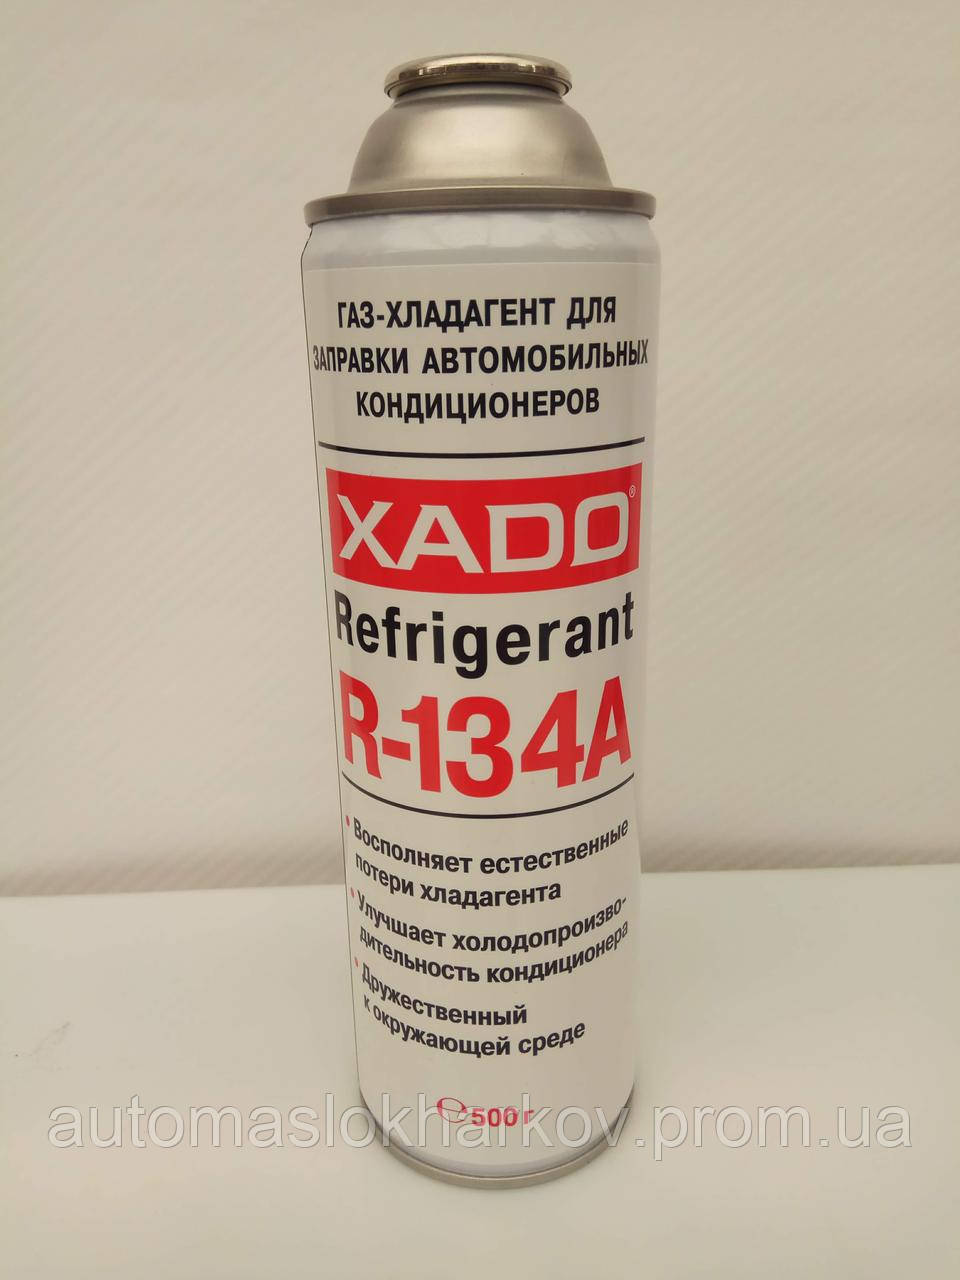 ГАЗ-ХЛАДАГЕНТ ДЛЯ
ЗАПРАВКИ АВТОМОБИЛЬНЫХ
КОНДИЦИОНЕРОВ
XADO®
Refrigerant
R-134A
• Восполняет естественные
потери хладагента
• Улучшает холодопроизво-
дительность кондиционера
• Дружественный
к окружающей среде
℮500 г
automaslokharkov.prom.ua